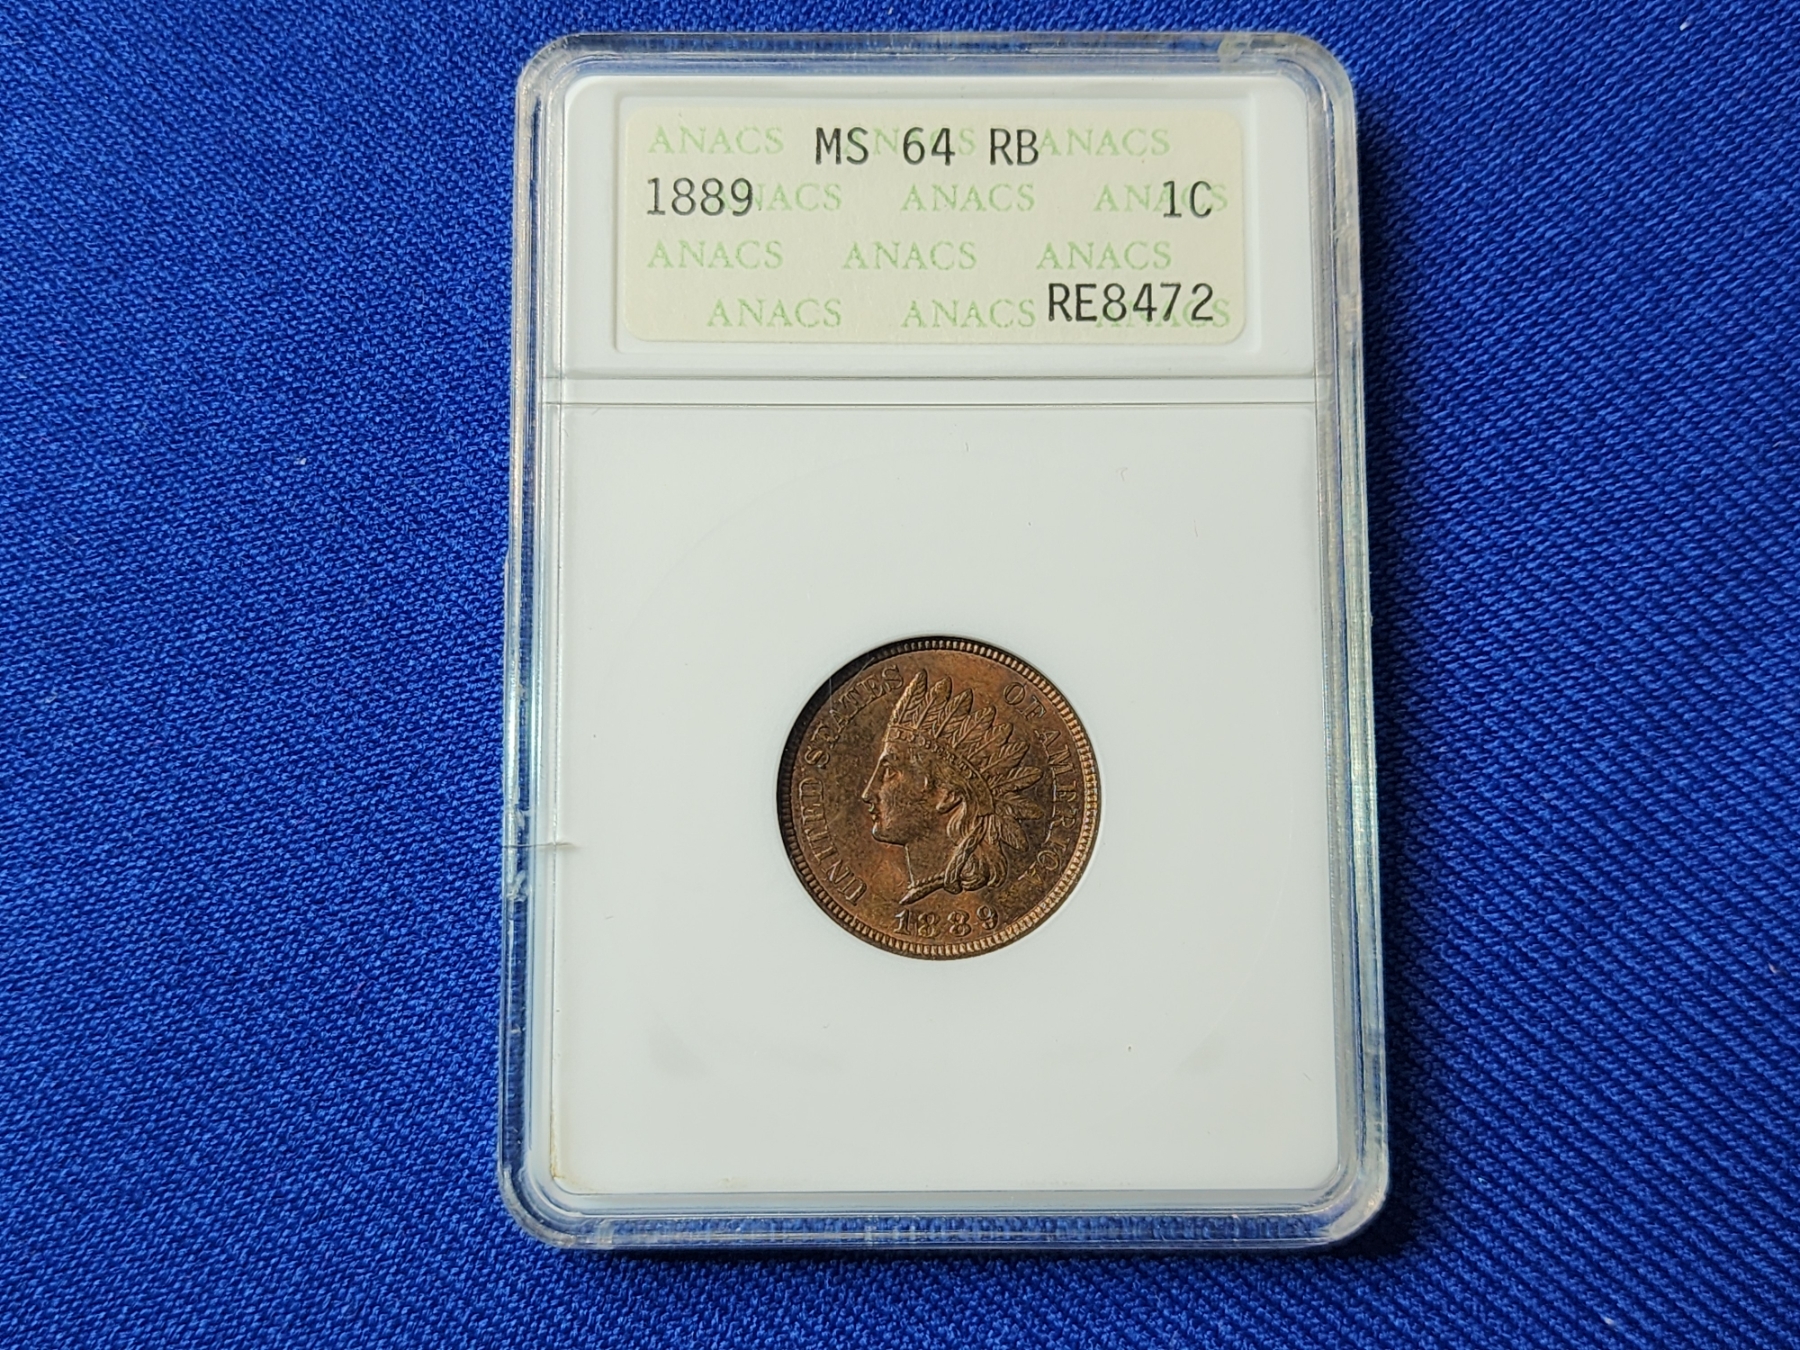 ANACS MS 64 RB ANACS
1889 ANACS ANACS ANACS 1C
ANACS ANACS ANACS
ANACS ANACS RE8472
UNITED STATES OF AMERICA
1889